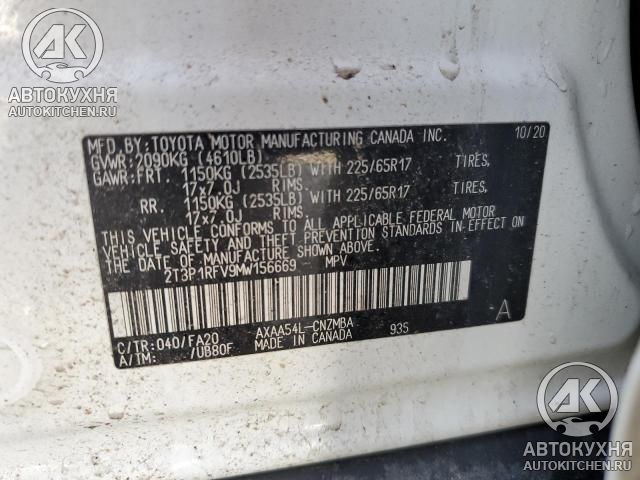 AK
АВТОКУХНЯ
AUTOKITCHEN.RU
MFD.BY:TOYOTA MOTOR MANUFACTURING CANADA INC. 10/20
GVWR:2090KG (4610LB)
GAWR:FRT 1150KG (2535LB) WITH 225/65R17 TIRES,
17x7.0J RIMS.
RR. 1150KG (2535LB) WITH 225/65R17 TIRES,
17x7.0J RIMS.
THIS VEHICLE CONFORMS TO ALL APPLICABLE FEDERAL MOTOR
VEHICLE SAFETY AND THEFT PREVENTION STANDARDS IN EFFECT ON
THE DATE OF MANUFACTURE SHOWN ABOVE.
2T3P1RFV9MW156669 MPV
C/TR:040/FA20 AXAA54L-CNZMBA 935 A
A/TM: /UB80F MADE IN CANADA
AK
АВТОКУХНЯ
AUTOKITCHEN.RU